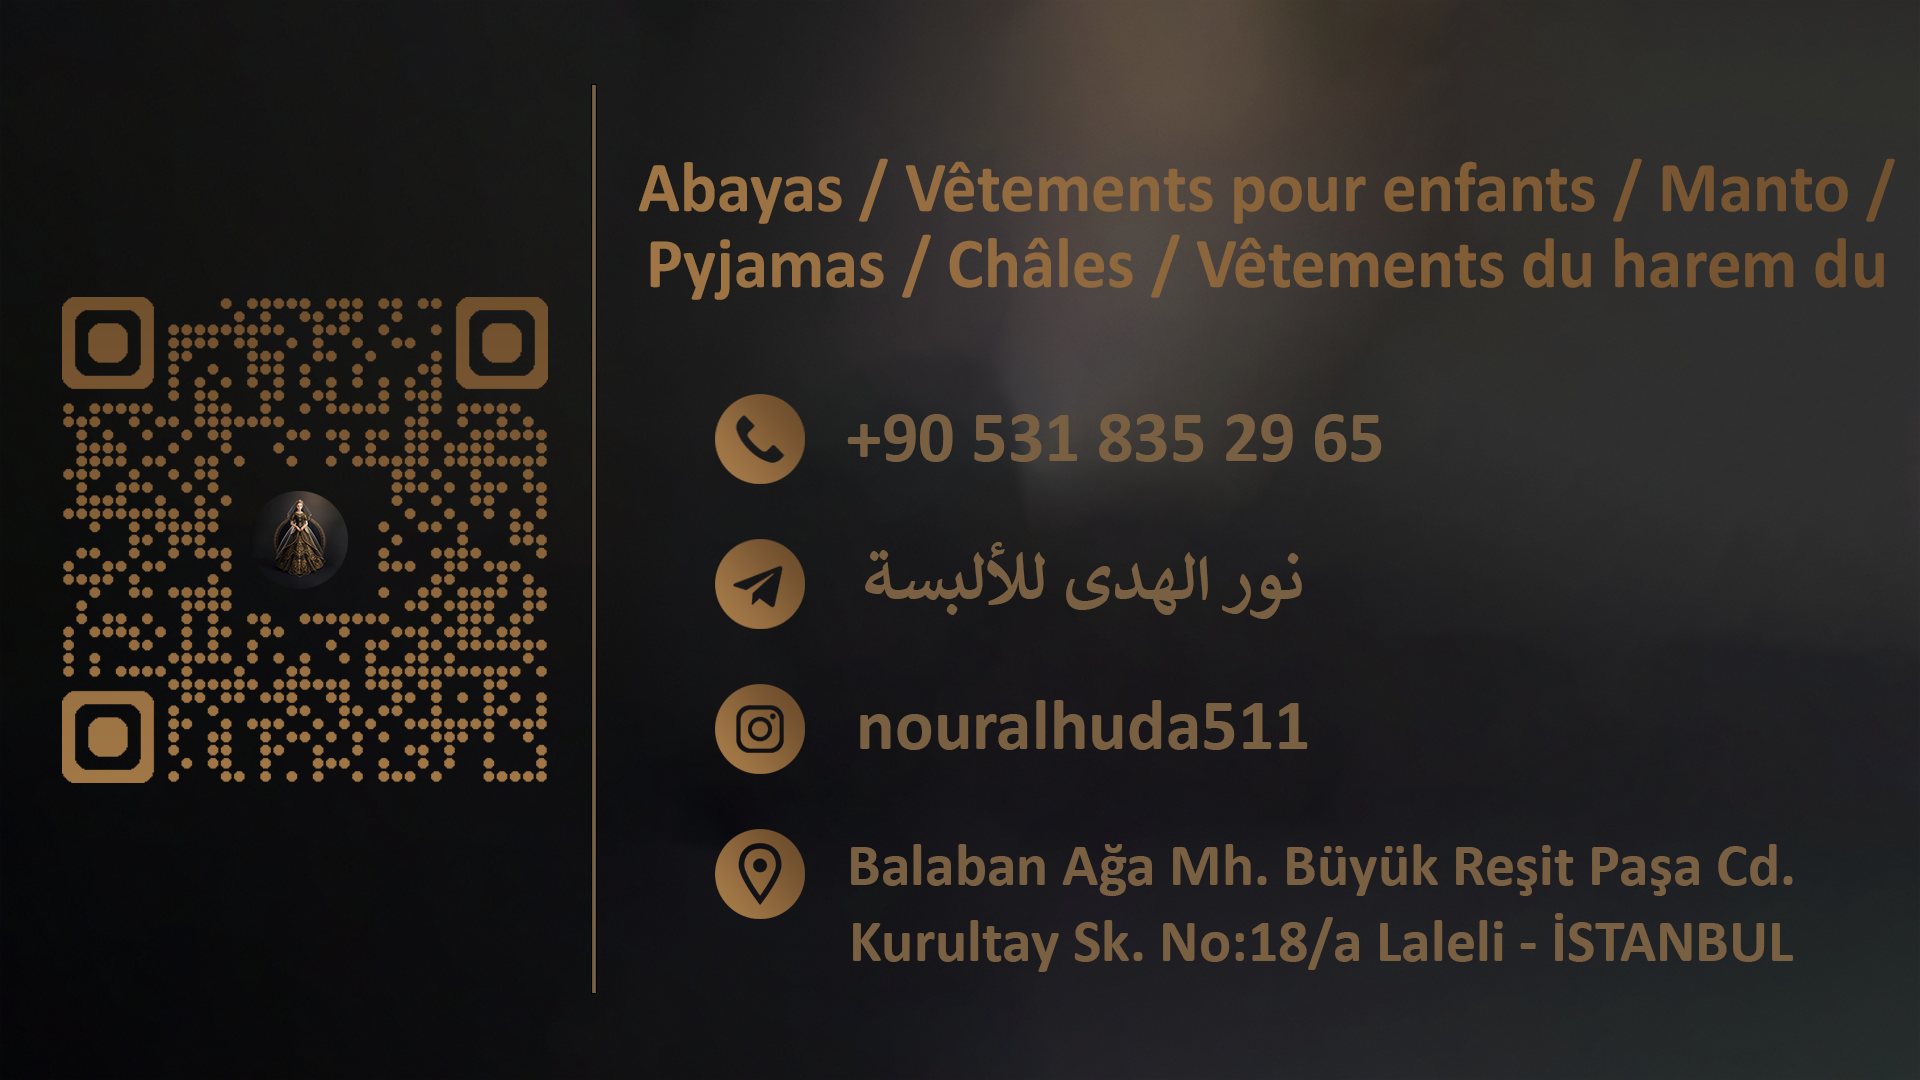 Abayas / Vêtements pour enfants / Manto /
Pyjamas / Châles / Vêtements du harem du
+90 531 835 29 65
نور الهدى للألبسة
nouralhuda511
Balaban Ağa Mh. Büyük Reşit Paşa Cd.
Kurultay Sk. No:18/a Laleli - İSTANBUL